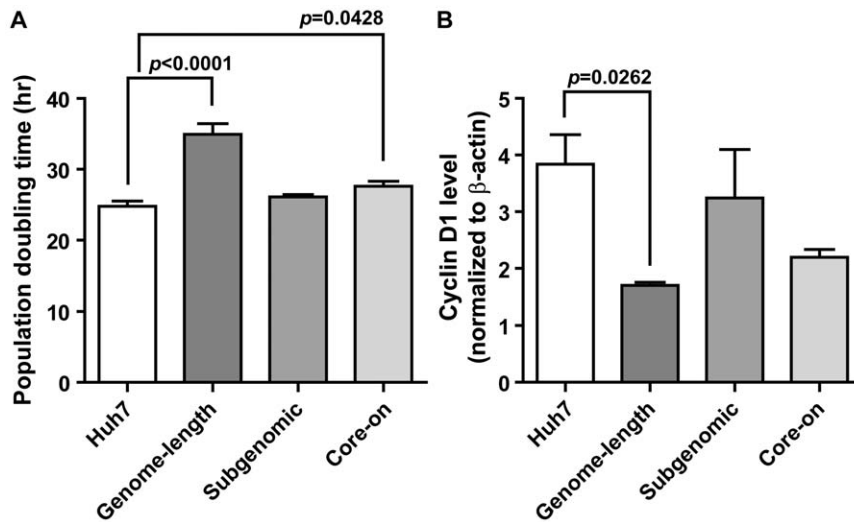 A
p=0.0428
p<0.0001
Population doubling time (hr)
40
30
20
10
0
Huh7
Genome-length
Subgenomic
Core-on
B
p=0.0262
Cyclin D1 level
(normalized to β-actin)
5
4
3
2
1
0
Huh7
Genome-length
Subgenomic
Core-on